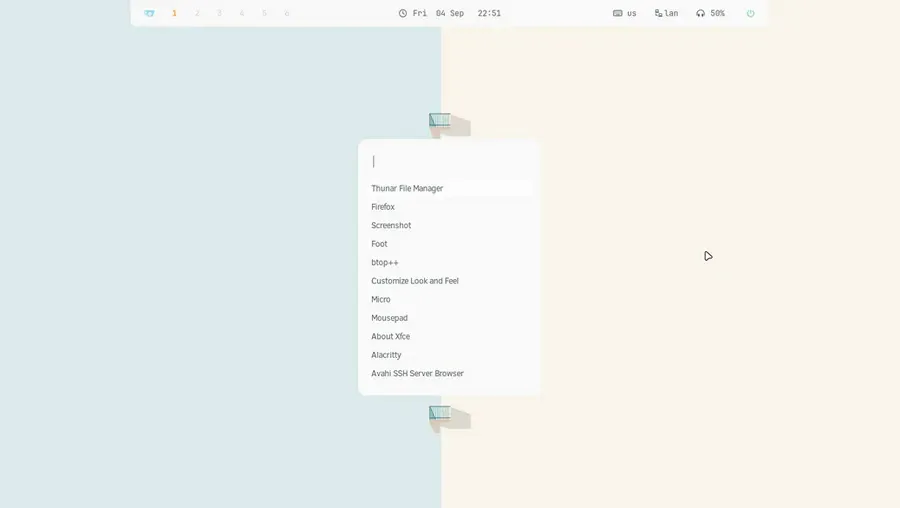 1 2 3 4 5 6 Fri 04 Sep 22:51 us lan 50%
Thunar File Manager
Firefox
Screenshot
Foot
btop++
Customize Look and Feel
Micro
Mousepad
About Xfce
Alacritty
Avahi SSH Server Browser